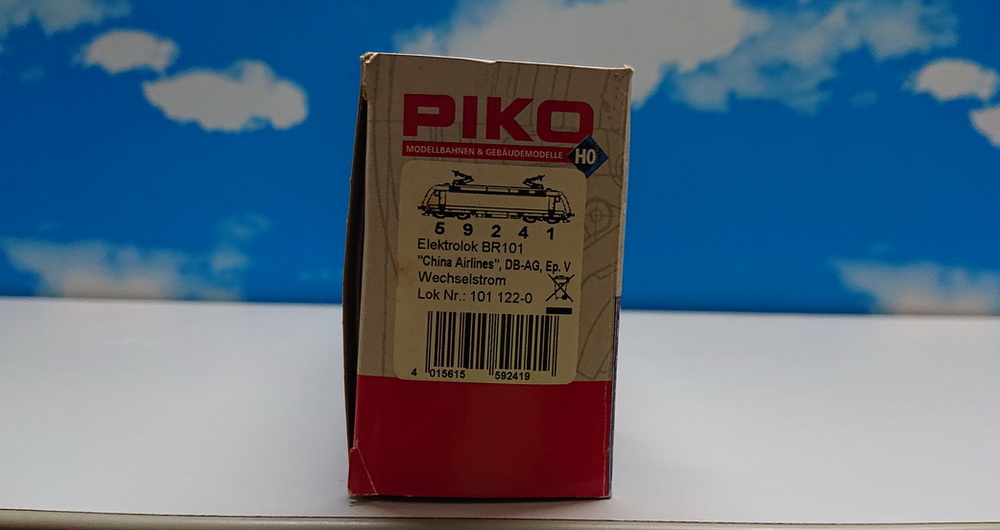 PIKO
MODELLBAHNEN & GEBÄUDEMODELLE H0
5 9 2 4 1
Elektrolok BR101
"China Airlines", DB-AG, Ep. V
Wechselstrom
Lok Nr.: 101 122-0
4 015615 592419